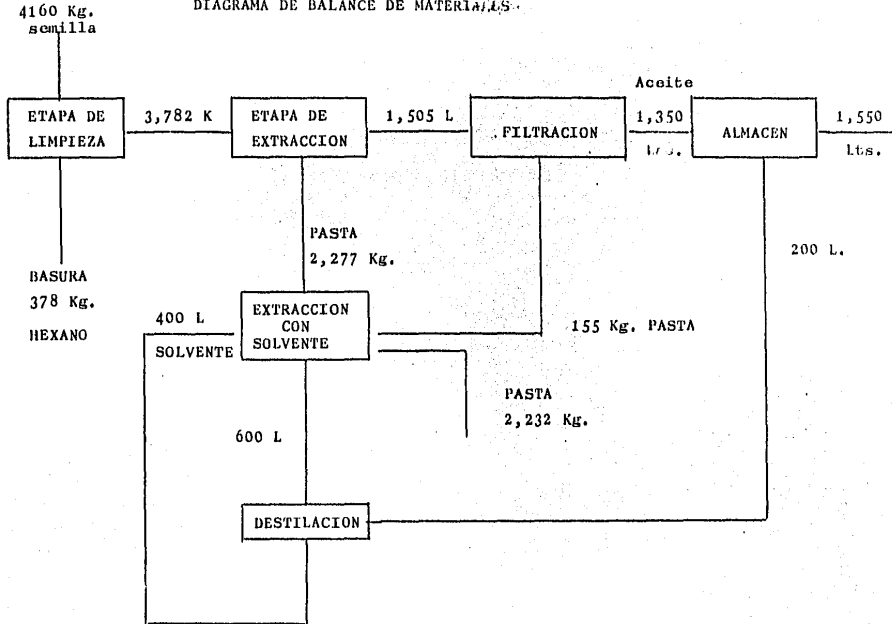 DIAGRAMA DE BALANCE DE MATERIALES
4160 Kg.
semilla
ETAPA DE
LIMPIEZA
3,782 K
ETAPA DE
EXTRACCION
1,505 L
FILTRACION
Aceite
1,350
Lts.
ALMACEN
1,550
Lts.
BASURA
378 Kg.
HEXANO
PASTA
2,277 Kg.
200 L.
400 L
SOLVENTE
EXTRACCION
CON
SOLVENTE
155 Kg. PASTA
PASTA
2,232 Kg.
600 L
DESTILACION